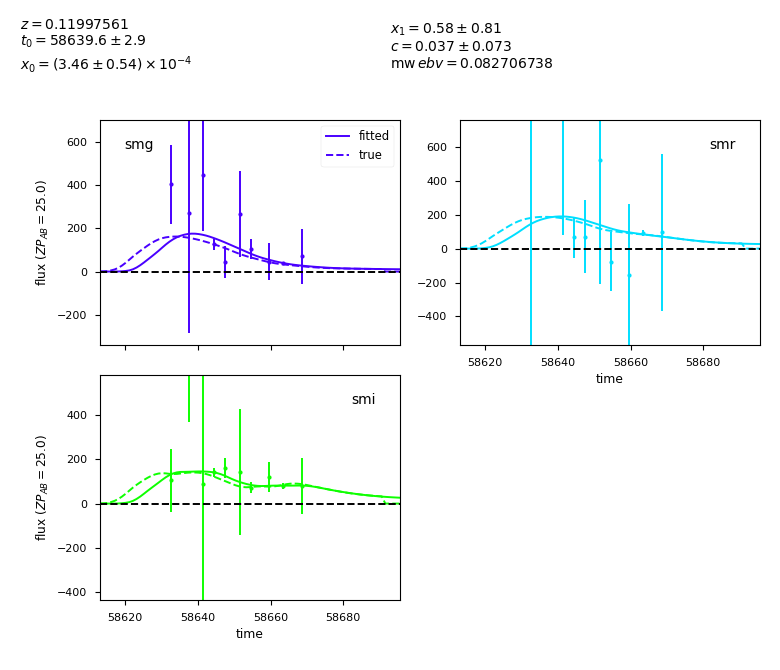 z = 0.11997561
t₀ = 58639.6 ± 2.9
x₀ = (3.46 ± 0.54) × 10⁻⁴
x₁ = 0.58 ± 0.81
c = 0.037 ± 0.073
mw ebv = 0.082706738
smg
fitted
true
600
400
200
0
−200
flux (ZP_AB = 25.0)
smr
600
400
200
0
−200
−400
58620 58640 58660 58680
time
smi
400
200
0
−200
−400
flux (ZP_AB = 25.0)
58620 58640 58660 58680
time